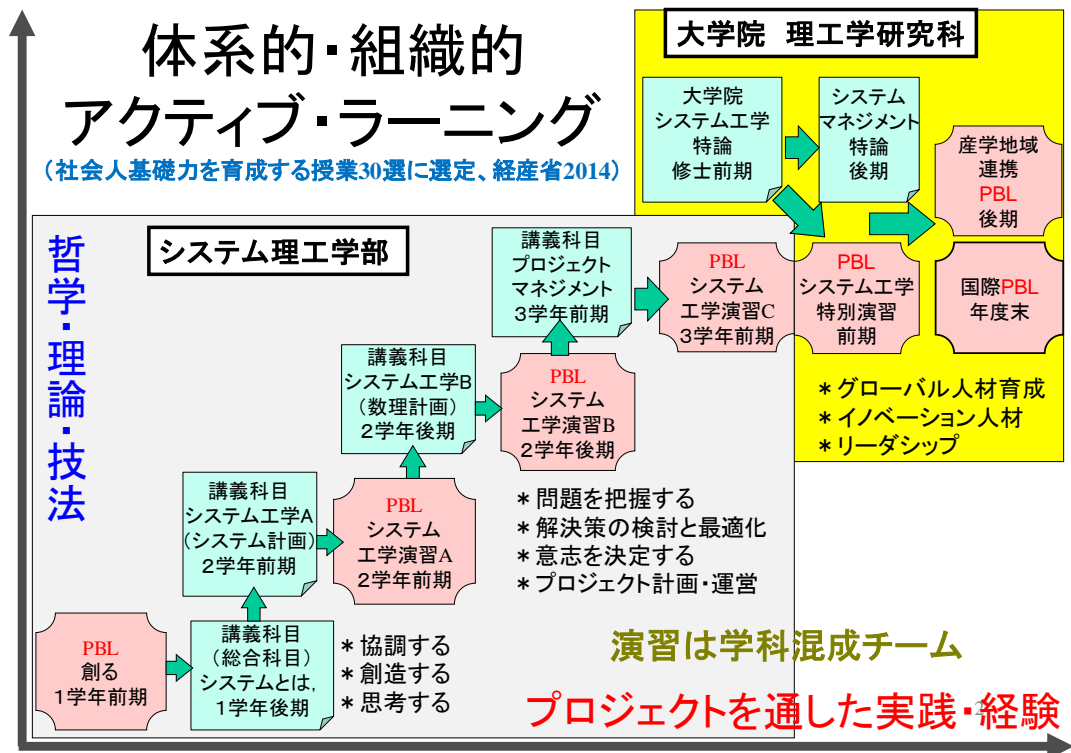 体系的・組織的
アクティブ・ラーニング
(社会人基礎力を育成する授業30選に選定、経産省2014)
大学院　理工学研究科
大学院
システム工学
特論
修士前期
システム
マネジメント
特論
後期
産学地域
連携
PBL
後期
哲学・理論・技法
システム理工学部
講義科目
プロジェクト
マネジメント
3学年前期
PBL
システム
工学演習C
3学年前期
PBL
システム工学
特別演習
前期
国際PBL
年度末
講義科目
システム工学B
(数理計画)
2学年後期
PBL
システム
工学演習B
2学年後期
＊グローバル人材育成
＊イノベーション人材
＊リーダシップ
講義科目
システム工学A
(システム計画)
2学年前期
PBL
システム
工学演習A
2学年前期
＊問題を把握する
＊解決策の検討と最適化
＊意志を決定する
＊プロジェクト計画・運営
PBL
創る
1学年前期
講義科目
(総合科目)
システムとは,
1学年後期
＊協調する
＊創造する
＊思考する
演習は学科混成チーム
プロジェクトを通した実践・経験
2